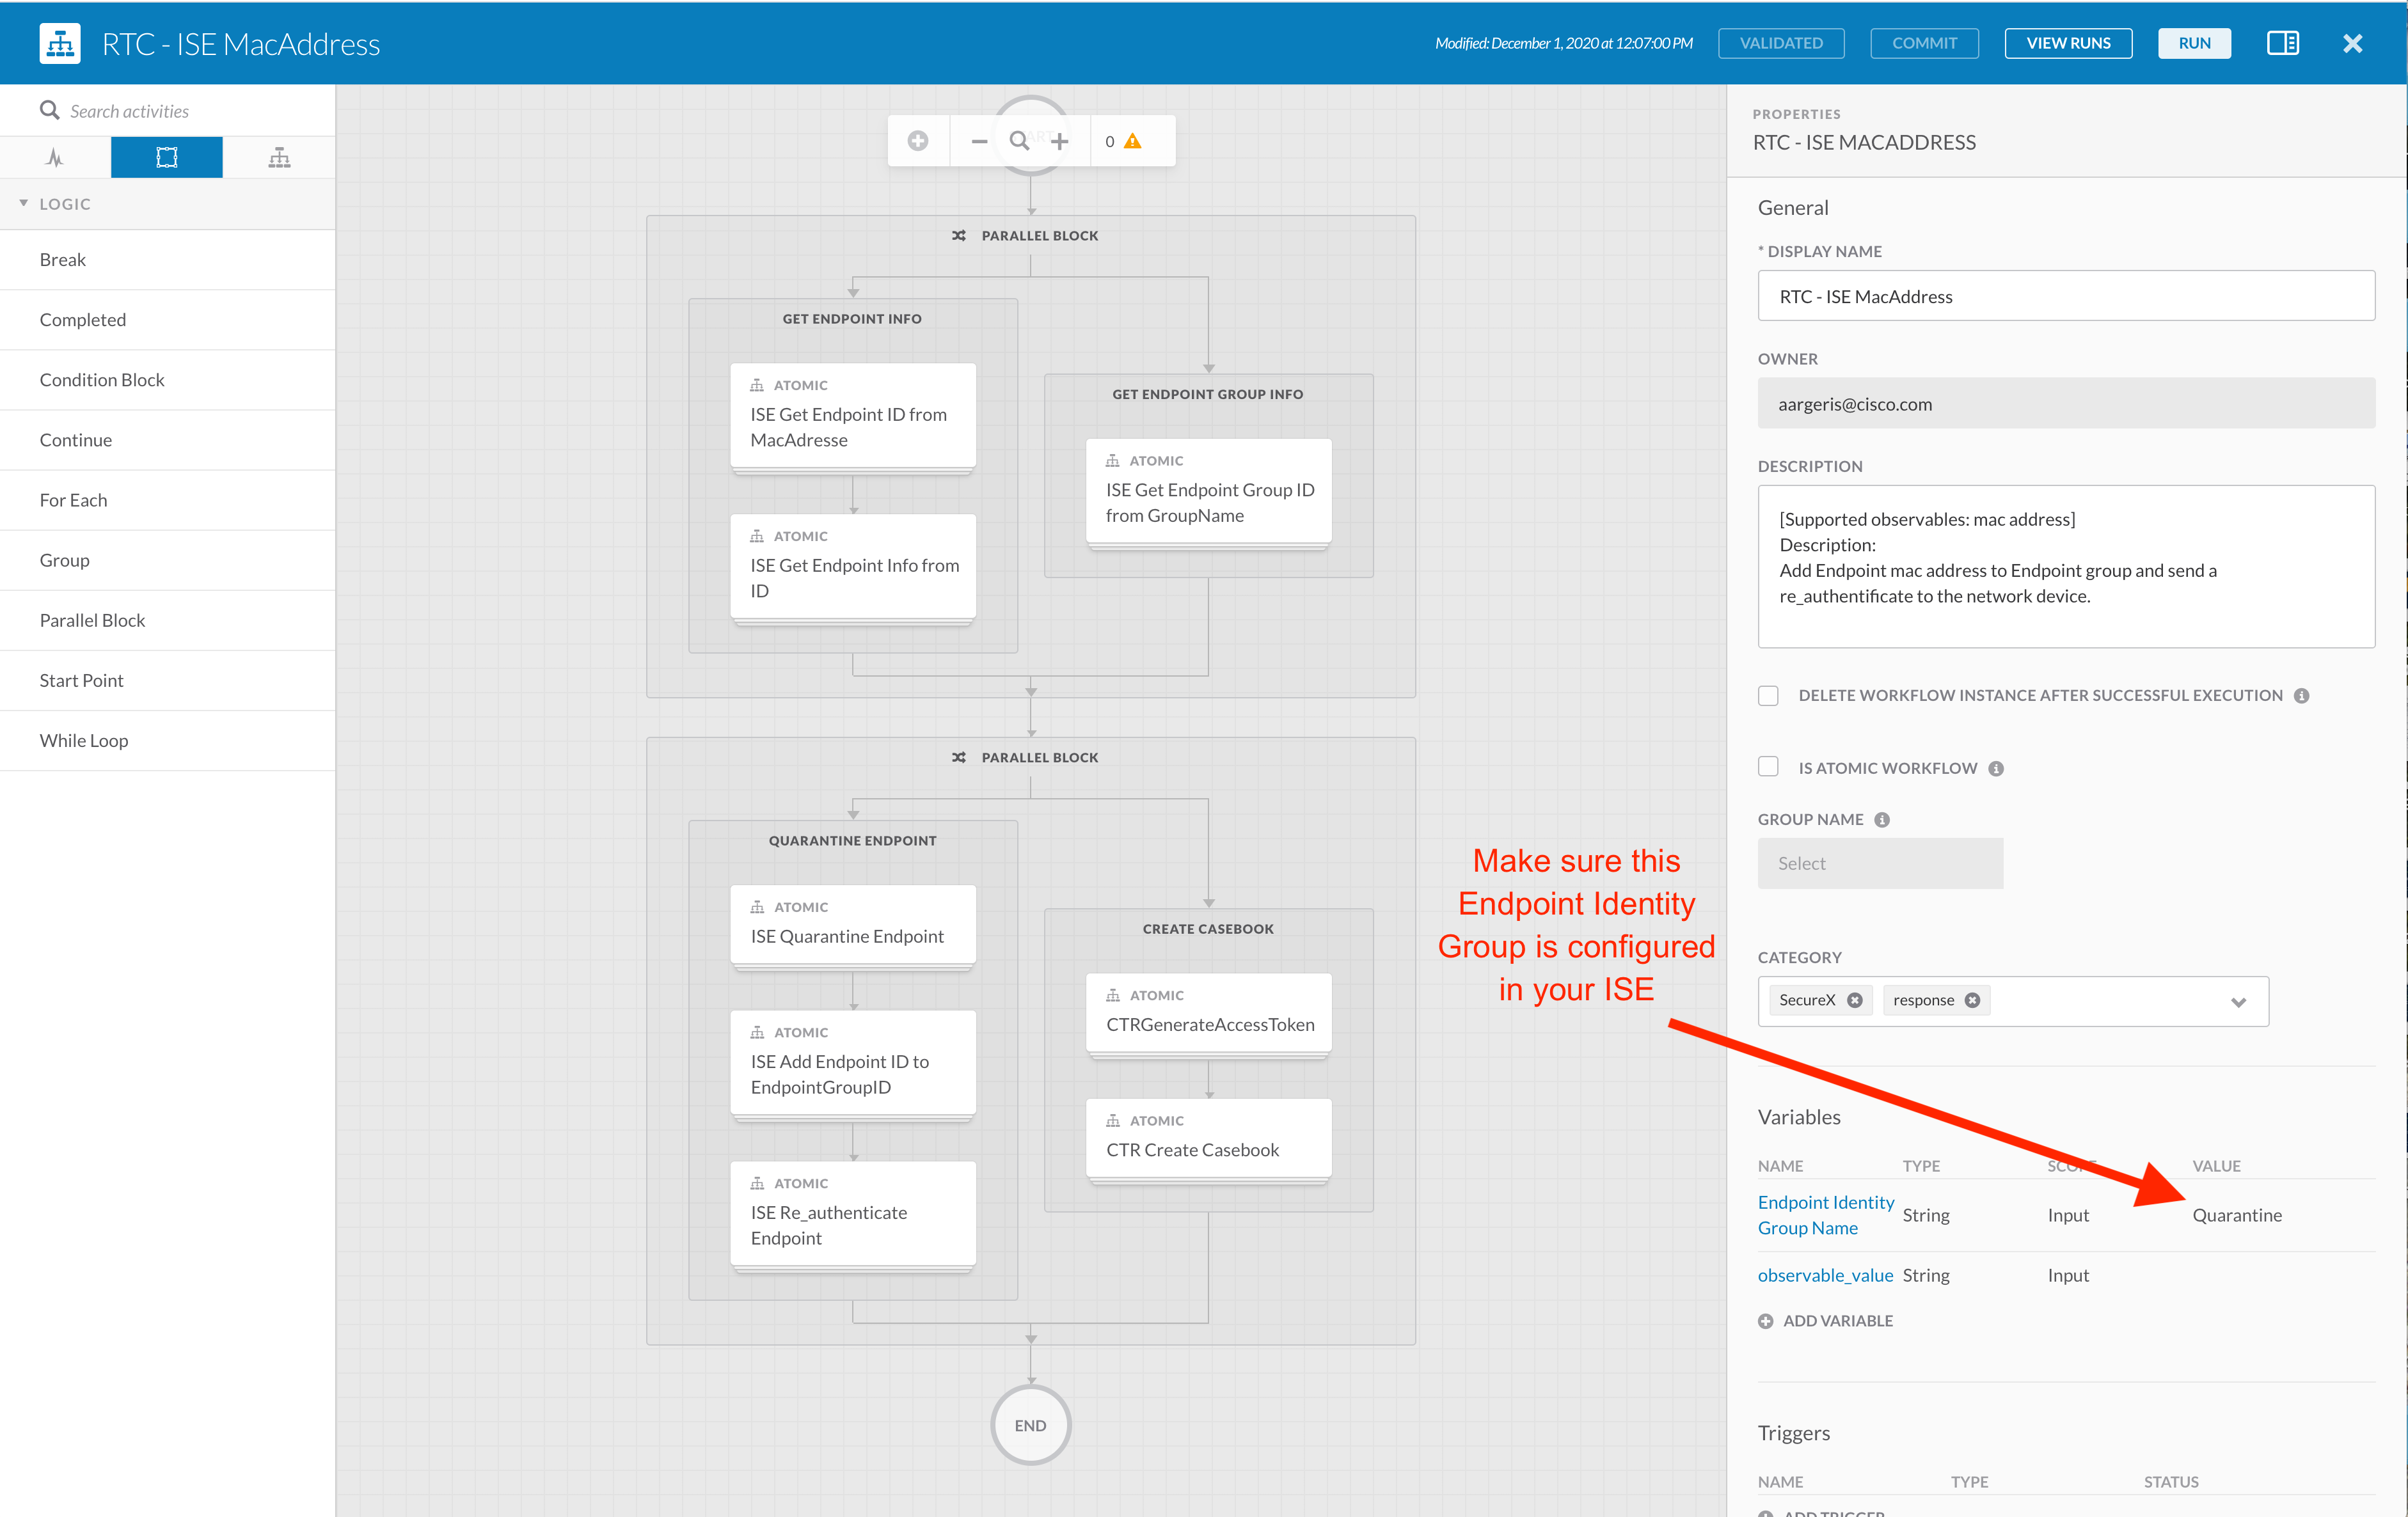 RTC - ISE MacAddress
Modified: December 1, 2020 at 12:07:00 PM
VALIDATED
COMMIT
VIEW RUNS
RUN
Search activities
LOGIC
Break
Completed
Condition Block
Continue
For Each
Group
Parallel Block
Start Point
While Loop
0
PARALLEL BLOCK
GET ENDPOINT INFO
ATOMIC
ISE Get Endpoint ID from
MacAdresse
ATOMIC
ISE Get Endpoint Info from
ID
GET ENDPOINT GROUP INFO
ATOMIC
ISE Get Endpoint Group ID
from GroupName
PARALLEL BLOCK
QUARANTINE ENDPOINT
ATOMIC
ISE Quarantine Endpoint
ATOMIC
ISE Add Endpoint ID to
EndpointGroupID
ATOMIC
ISE Re_authenticate
Endpoint
CREATE CASEBOOK
ATOMIC
CTRGenerateAccessToken
ATOMIC
CTR Create Casebook
END
Make sure this
Endpoint Identity
Group is configured
in your ISE
PROPERTIES
RTC - ISE MACADDRESS
General
* DISPLAY NAME
RTC - ISE MacAddress
OWNER
aargeris@cisco.com
DESCRIPTION
[Supported observables: mac address]
Description:
Add Endpoint mac address to Endpoint group and send a
re_authentificate to the network device.
DELETE WORKFLOW INSTANCE AFTER SUCCESSFUL EXECUTION
IS ATOMIC WORKFLOW
GROUP NAME
Select
CATEGORY
SecureX response
Variables
NAME TYPE SCOPE VALUE
Endpoint Identity
Group Name String Input Quarantine
observable_value String Input
ADD VARIABLE
Triggers
NAME TYPE STATUS
ADD TRIGGER